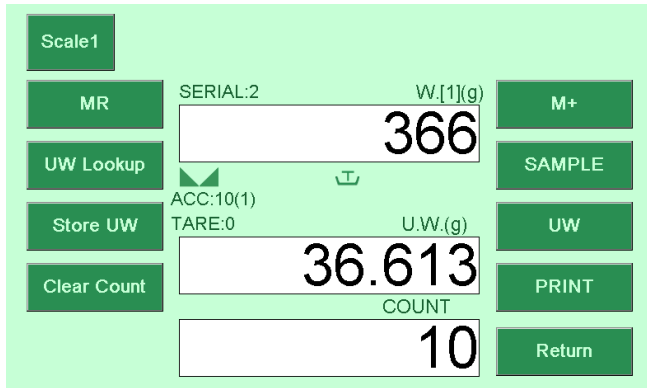 Scale1
MR
SERIAL:2 W.[1](g)
366
M+
UW Lookup
SAMPLE
T
ACC:10(1)
Store UW
TARE:0 U.W.(g)
36.613
UW
Clear Count
PRINT
COUNT
10
Return